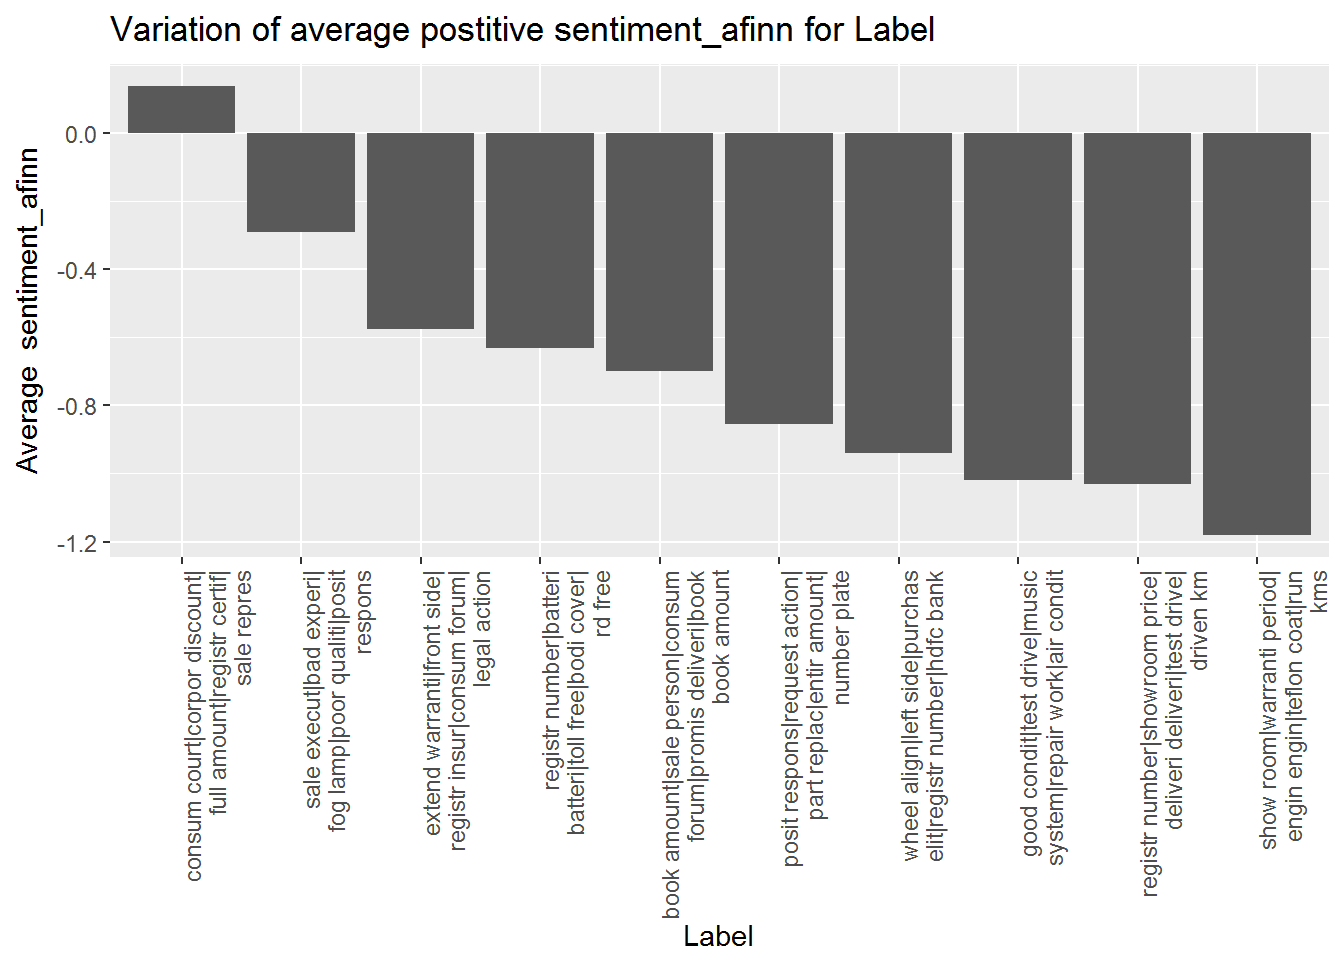 Variation of average postitive sentiment_afinn for Label
Average  sentiment_afinn
0.0
-0.4
-0.8
-1.2
consum court|corpor discount|
full amount|registr certif|
sale repres
sale execut|bad experi|
fog lamp|poor qualiti|posit
respons
extend warranti|front side|
registr insur|consum forum|
legal action
registr number|batteri
batteri|toll free|bodi cover|
rd free
book amount|sale person|consum
forum|promis deliveri|book
book amount
posit respons|request action|
part replac|entir amount|
number plate
wheel align|left side|purchas
elit|registr number|hdfc bank
good condit|test drive|music
system|repair work|air condit
registr number|showroom price|
deliveri deliveri|test drive|
driven km
show room|warranti period|
engin engin|teflon coat|run
kms
Label